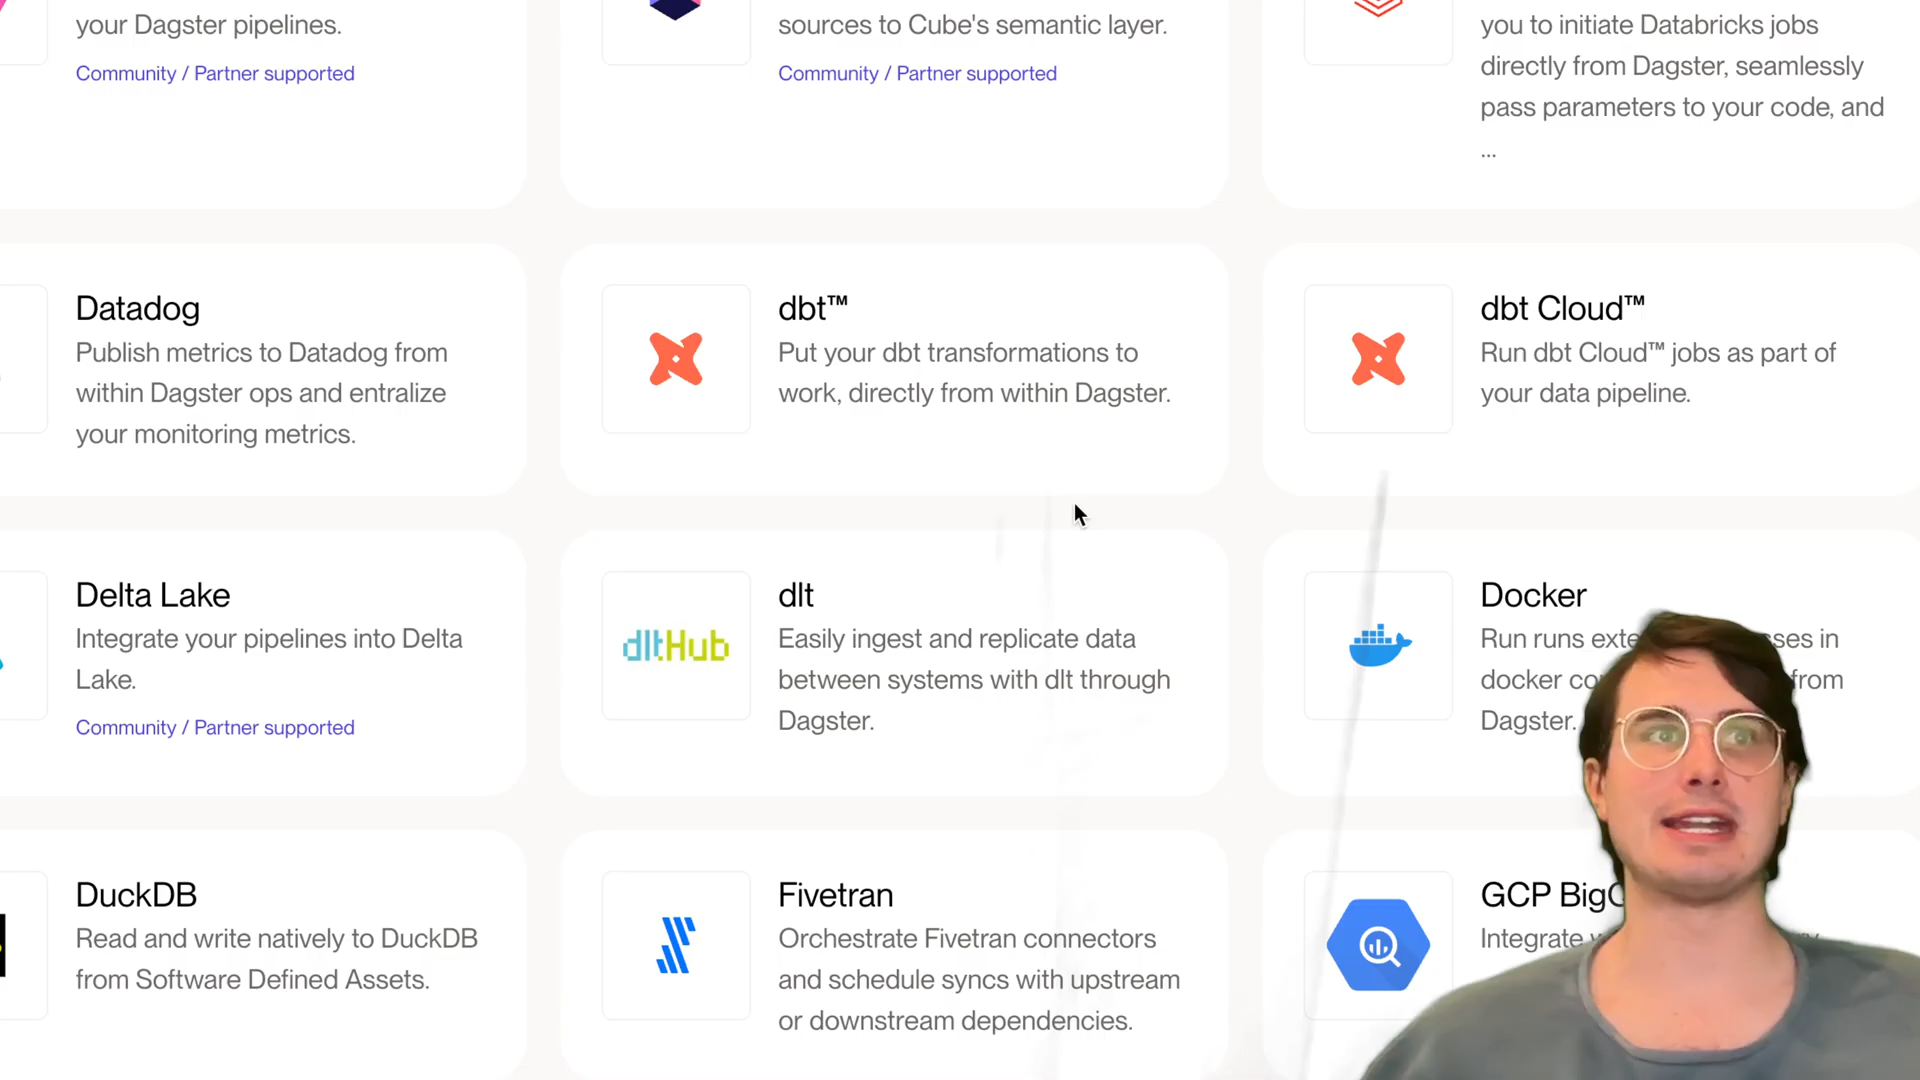 your Dagster pipelines.
Community / Partner supported
sources to Cube's semantic layer.
Community / Partner supported
you to initiate Databricks jobs
directly from Dagster, seamlessly
pass parameters to your code, and
...
Datadog
Publish metrics to Datadog from
within Dagster ops and entralize
your monitoring metrics.
dbt™
Put your dbt transformations to
work, directly from within Dagster.
dbt Cloud™
Run dbt Cloud™ jobs as part of
your data pipeline.
Delta Lake
Integrate your pipelines into Delta
Lake.
Community / Partner supported
dltHub
dlt
Easily ingest and replicate data
between systems with dlt through
Dagster.
Docker
Run runs in
docker from
Dagster.
DuckDB
Read and write natively to DuckDB
from Software Defined Assets.
Fivetran
Orchestrate Fivetran connectors
and schedule syncs with upstream
or downstream dependencies.
GCP
Integrate